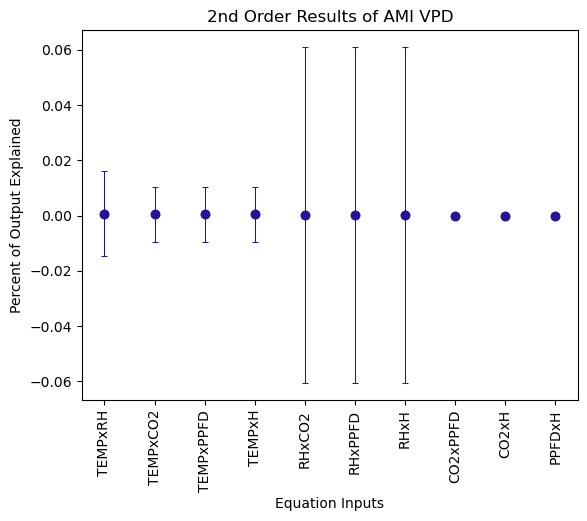 2nd Order Results of AMI VPD
Percent of Output Explained
0.06
0.04
0.02
0.00
−0.02
−0.04
−0.06
TEMPxRH
TEMPxCO2
TEMPxPPFD
TEMPxH
RHxCO2
RHxPPFD
RHxH
CO2xPPFD
CO2xH
PPFDxH
Equation Inputs